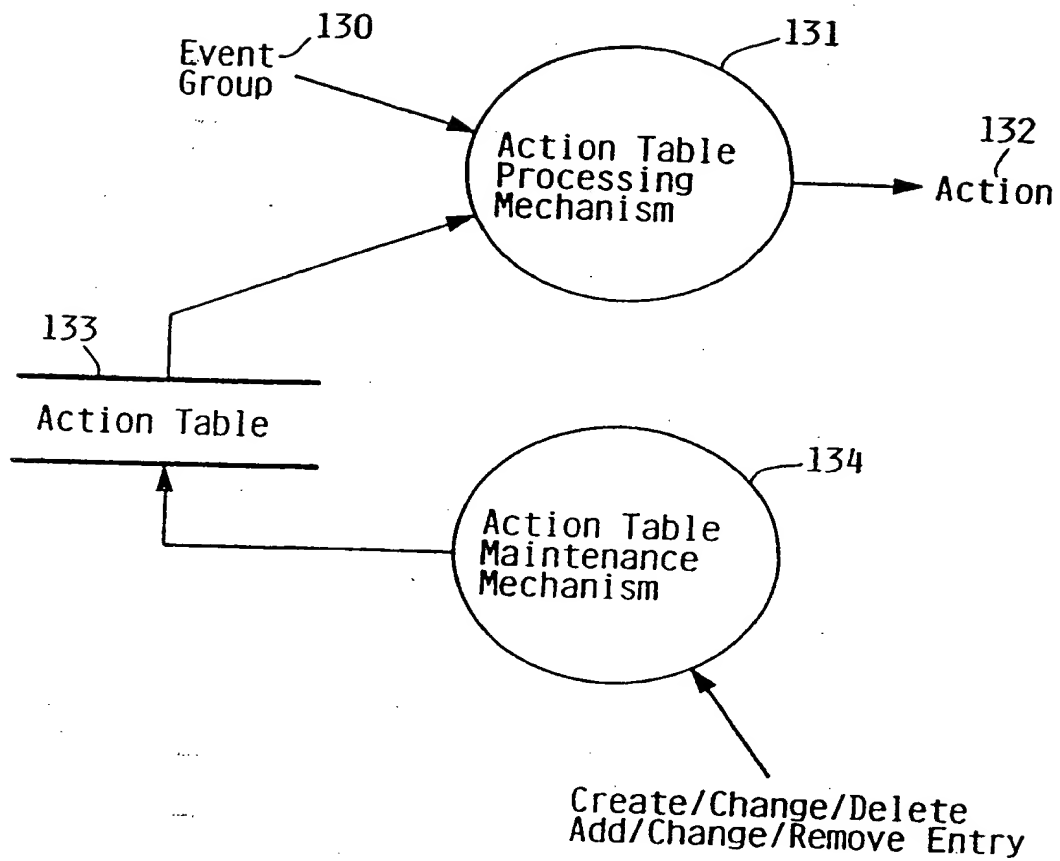 130
Event
Group
131
Action Table
Processing
Mechanism
132
Action
133
Action Table
134
Action Table
Maintenance
Mechanism
Create/Change/Delete
Add/Change/Remove Entry